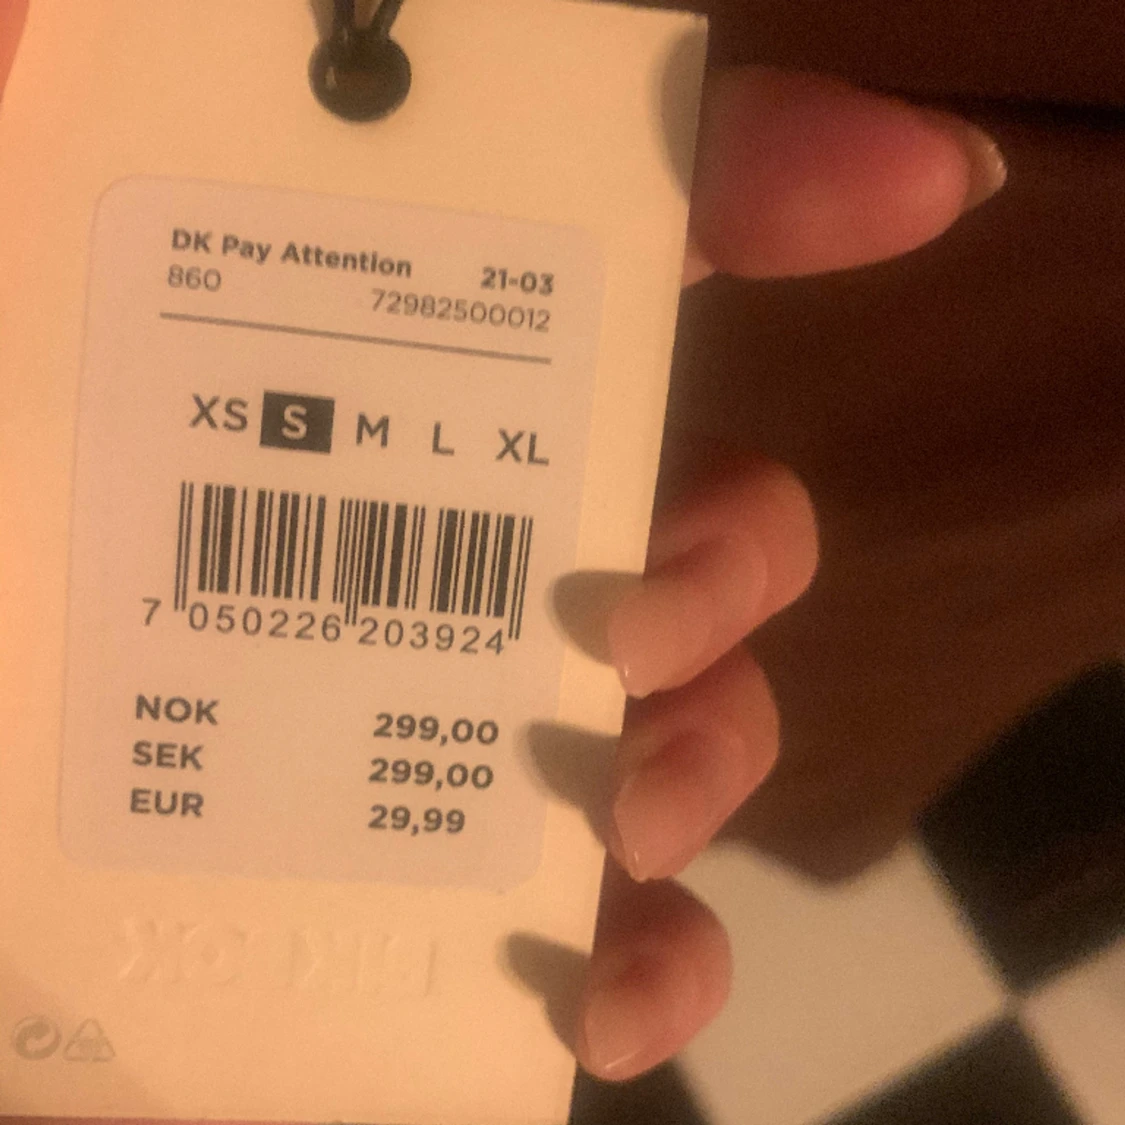 DK Pay Attention 21-03
860 72982500012
XS S M L XL
7 050226 203924
NOK 299,00
SEK 299,00
EUR 29,99